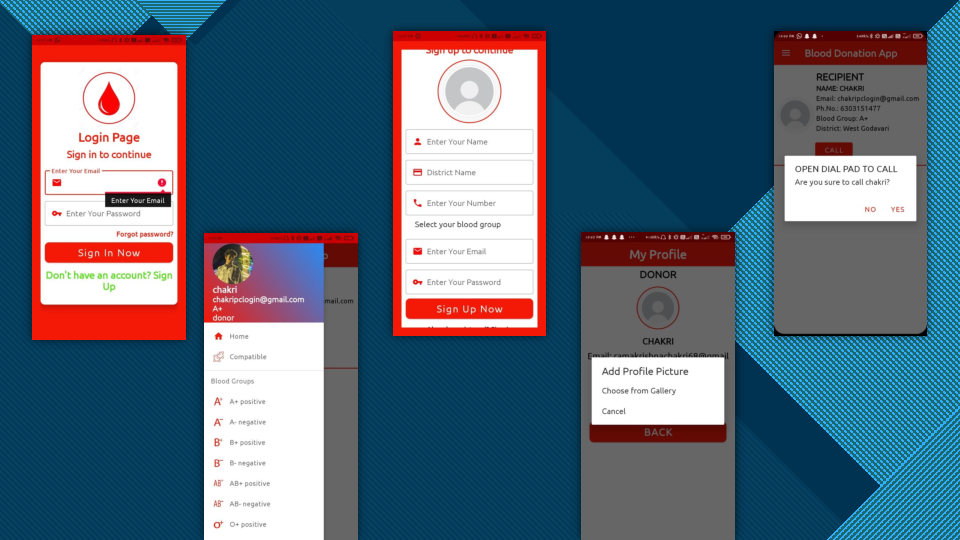 Login Page
Sign in to continue
Enter Your Email
Enter Your Email
Enter Your Password
Forgot password?
Sign In Now
Don't have an account? Sign
Up
chakri
chakripclogin@gmail.com
A+
donor
mail.com
Home
Compatible
Blood Groups
A+ A+ positive
A- A- negative
B+ B+ positive
B- B- negative
AB+ positive
AB- negative
O+ O+ positive
Sign up to continue
Enter Your Name
District Name
Enter Your Number
Select your blood group
Enter Your Email
Enter Your Password
Sign Up Now
My Profile
DONOR
CHAKRI
Email: ramakrishnachakri68@gmail
Add Profile Picture
Choose from Gallery
Cancel
BACK
Blood Donation App
RECIPIENT
NAME: CHAKRI
Email: chakripclogin@gmail.com
Ph.No.: 6303151477
Blood Group: A+
District: West Godavari
CALL
OPEN DIAL PAD TO CALL
Are you sure to call chakri?
NO YES